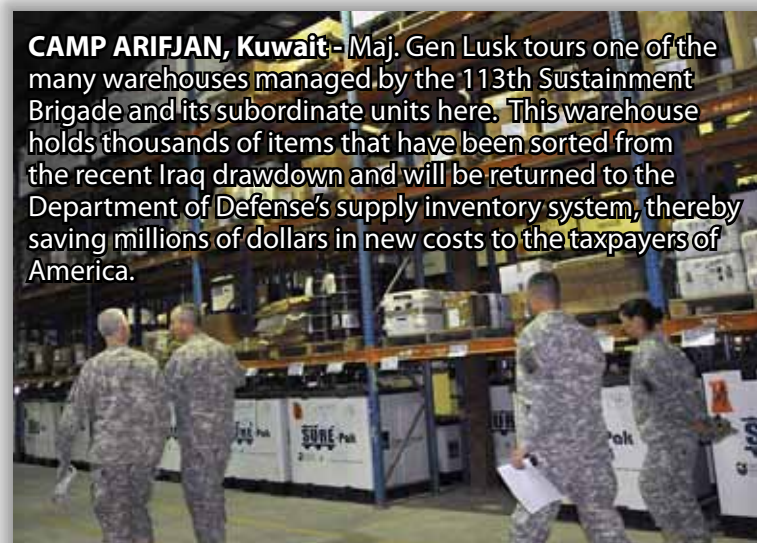 CAMP ARIFJAN, Kuwait - Maj. Gen Lusk tours one of the
many warehouses managed by the 113th Sustainment
Brigade and its subordinate units here. This warehouse
holds thousands of items that have been sorted from
the recent Iraq drawdown and will be returned to the
Department of Defense's supply inventory system, thereby
saving millions of dollars in new costs to the taxpayers of
America.
SURE-Pak